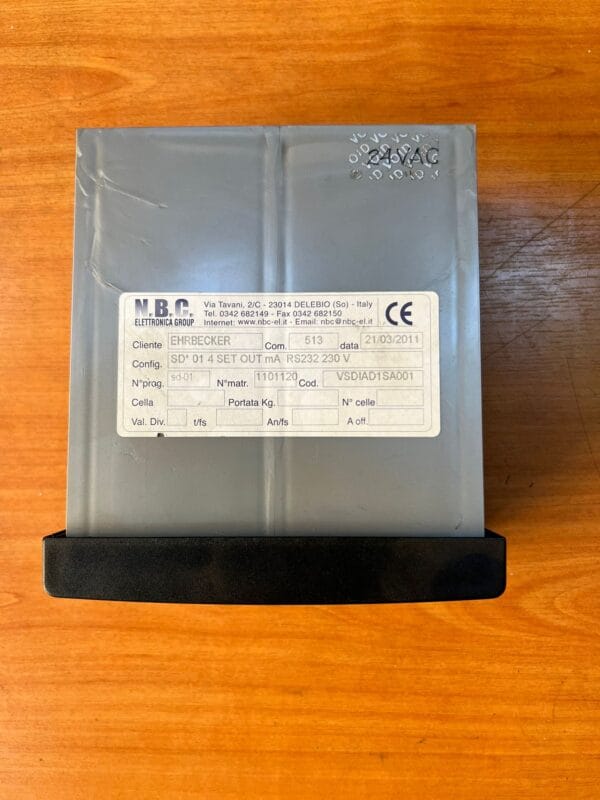 VOID VOID
24VAC
N.B.C.
ELETTRONICA GROUP
Via Tavani, 2/C - 23014 DELEBIO (So) - Italy
Tel. 0342 682149 - Fax 0342 682150
Internet: www.nbc-el.it - Email: nbc@nbc-el.it
CE
Cliente EHRBECKER Com. 513 data 21/03/2011
Config. SD* 01 4 SET OUT mA RS232 230 V
N°prog. sd-01 N°matr. 1101120 Cod. VSDIAD1SA001
Cella Portata Kg. N° celle
Val. Div. t/fs An/fs A off.